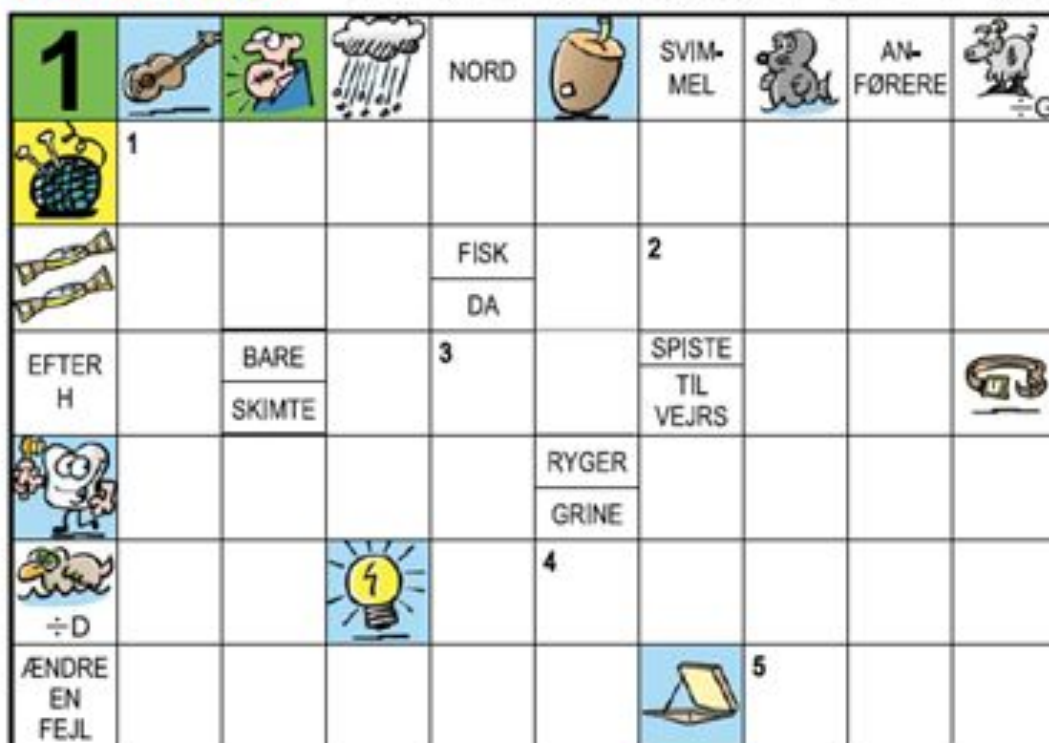 1
NORD
SVIM-
MEL
AN-
FØRERE
÷G
1
FISK
DA
2
EFTER
H
BARE
SKIMTE
3
SPISTE
TIL
VEJRS
RYGER
GRINE
÷D
4
ÆNDRE
EN
FEJL
5